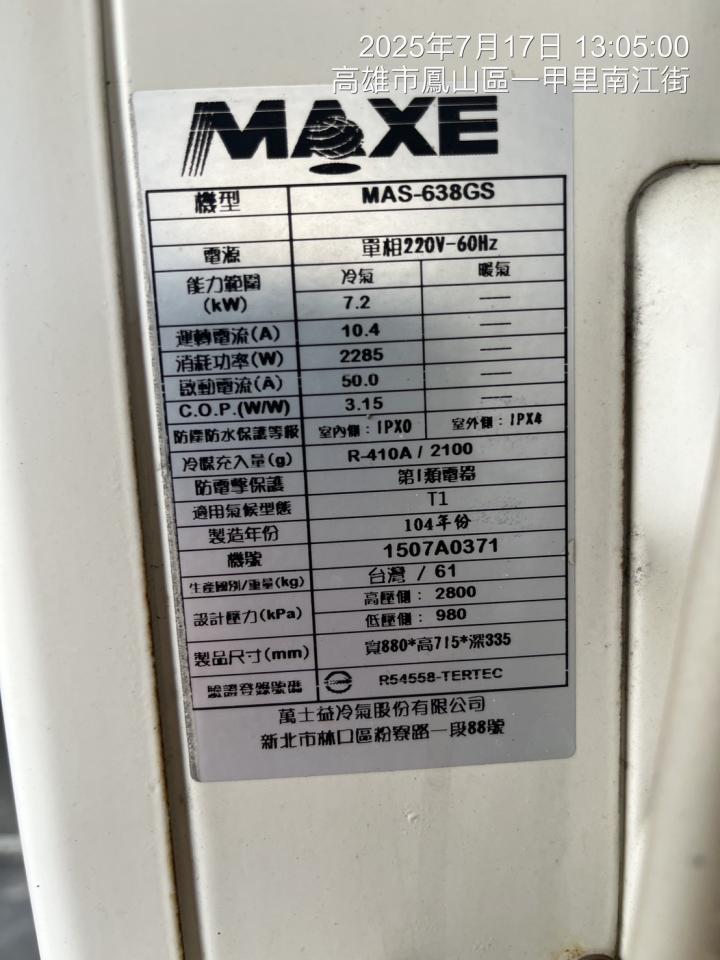 2025年7月17日 13:05:00
高雄市鳳山區一甲里南江街
MAXE
機型 MAS-638GS
電源 單相220V-60Hz
能力範圍(kW) 冷氣 暖氣
7.2 —
運轉電流(A) 10.4 —
消耗功率(W) 2285 —
啟動電流(A) 50.0 —
C.O.P.(W/W) 3.15 —
防塵防水保護等級 室內側：IPX0 室外側：IPX4
冷媒充入量(g) R-410A / 2100
防電擊保護 第I類電器
適用氣候型態 T1
製造年份 104年份
機號 1507A0371
生產國別/重量(kg) 台灣 / 61
設計壓力(kPa) 高壓側：2800
低壓側：980
製品尺寸(mm) 寬880*高715*深335
驗證登錄號碼 R54558-TERTEC
萬士益冷氣股份有限公司
新北市林口區粉寮路一段88號